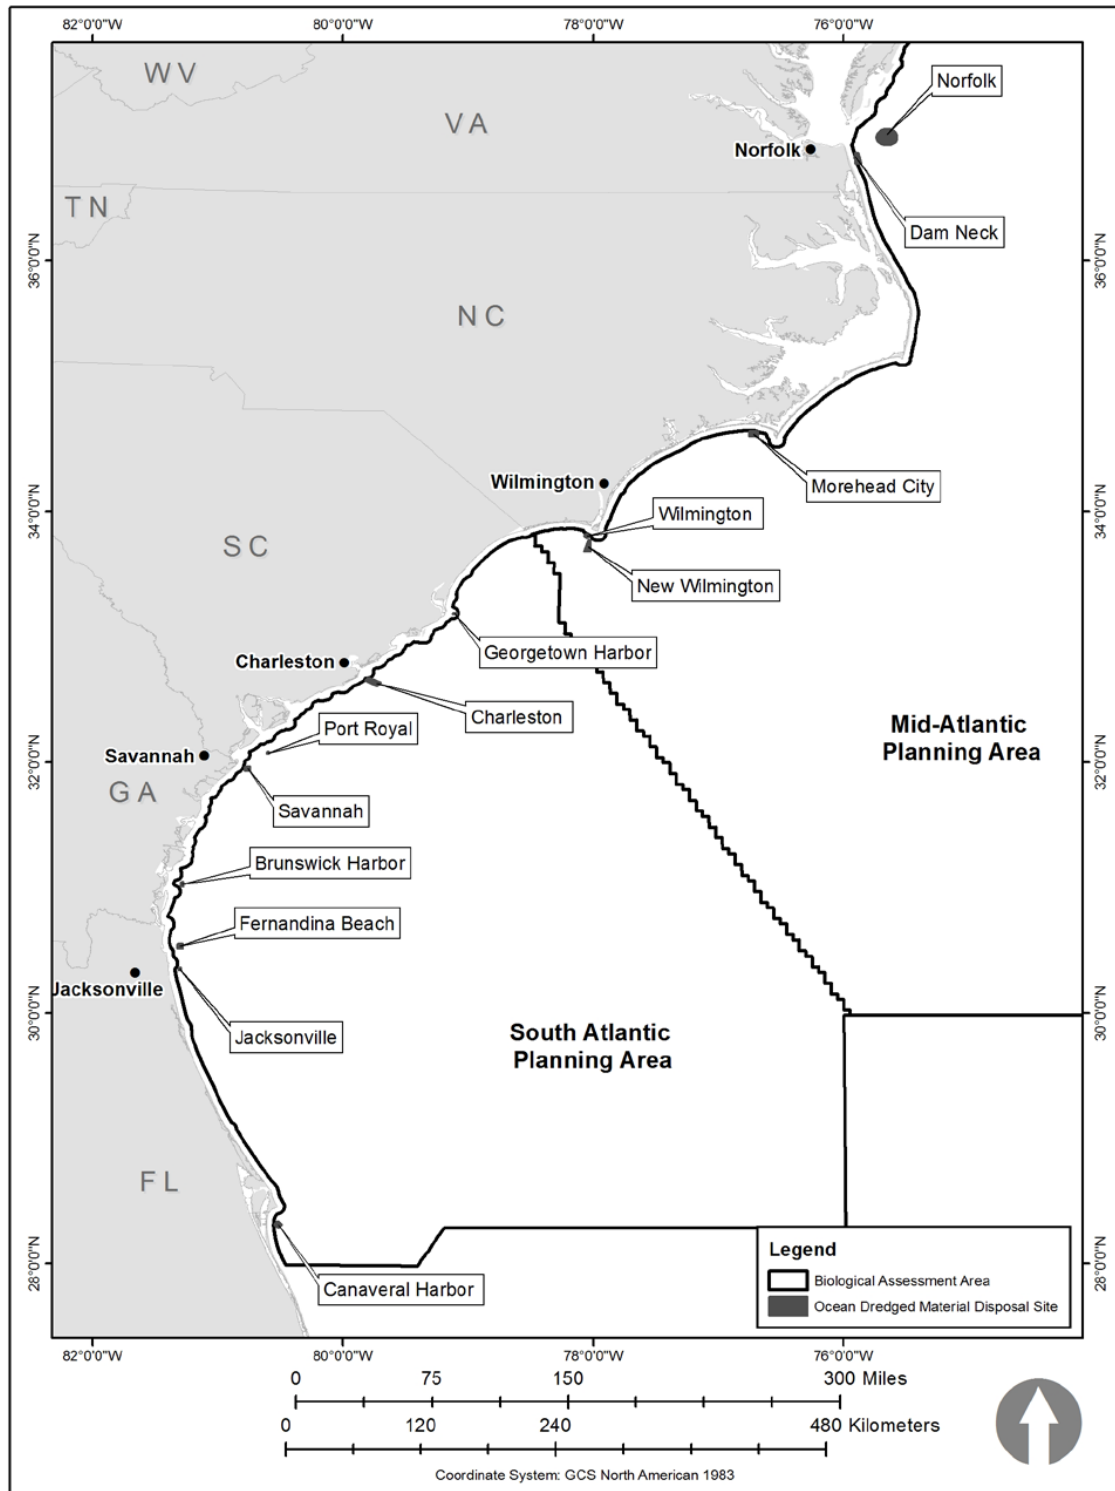 82°0'0"W 80°0'0"W 78°0'0"W 76°0'0"W
WV
Norfolk
VA
Norfolk
TN
Dam Neck
36°0'0"N 36°0'0"N
NC
Wilmington
Morehead City
34°0'0"N 34°0'0"N
Wilmington
SC
New Wilmington
Georgetown Harbor
Charleston
Charleston
Port Royal
Mid-Atlantic
Planning Area
Savannah
32°0'0"N 32°0'0"N
GA
Savannah
Brunswick Harbor
Fernandina Beach
Jacksonville
30°0'0"N 30°0'0"N
Jacksonville
South Atlantic
Planning Area
FL
28°0'0"N 28°0'0"N
Canaveral Harbor
Legend
Biological Assessment Area
Ocean Dredged Material Disposal Site
82°0'0"W 80°0'0"W 78°0'0"W 76°0'0"W
0 75 150 300 Miles
0 120 240 480 Kilometers
Coordinate System: GCS North American 1983